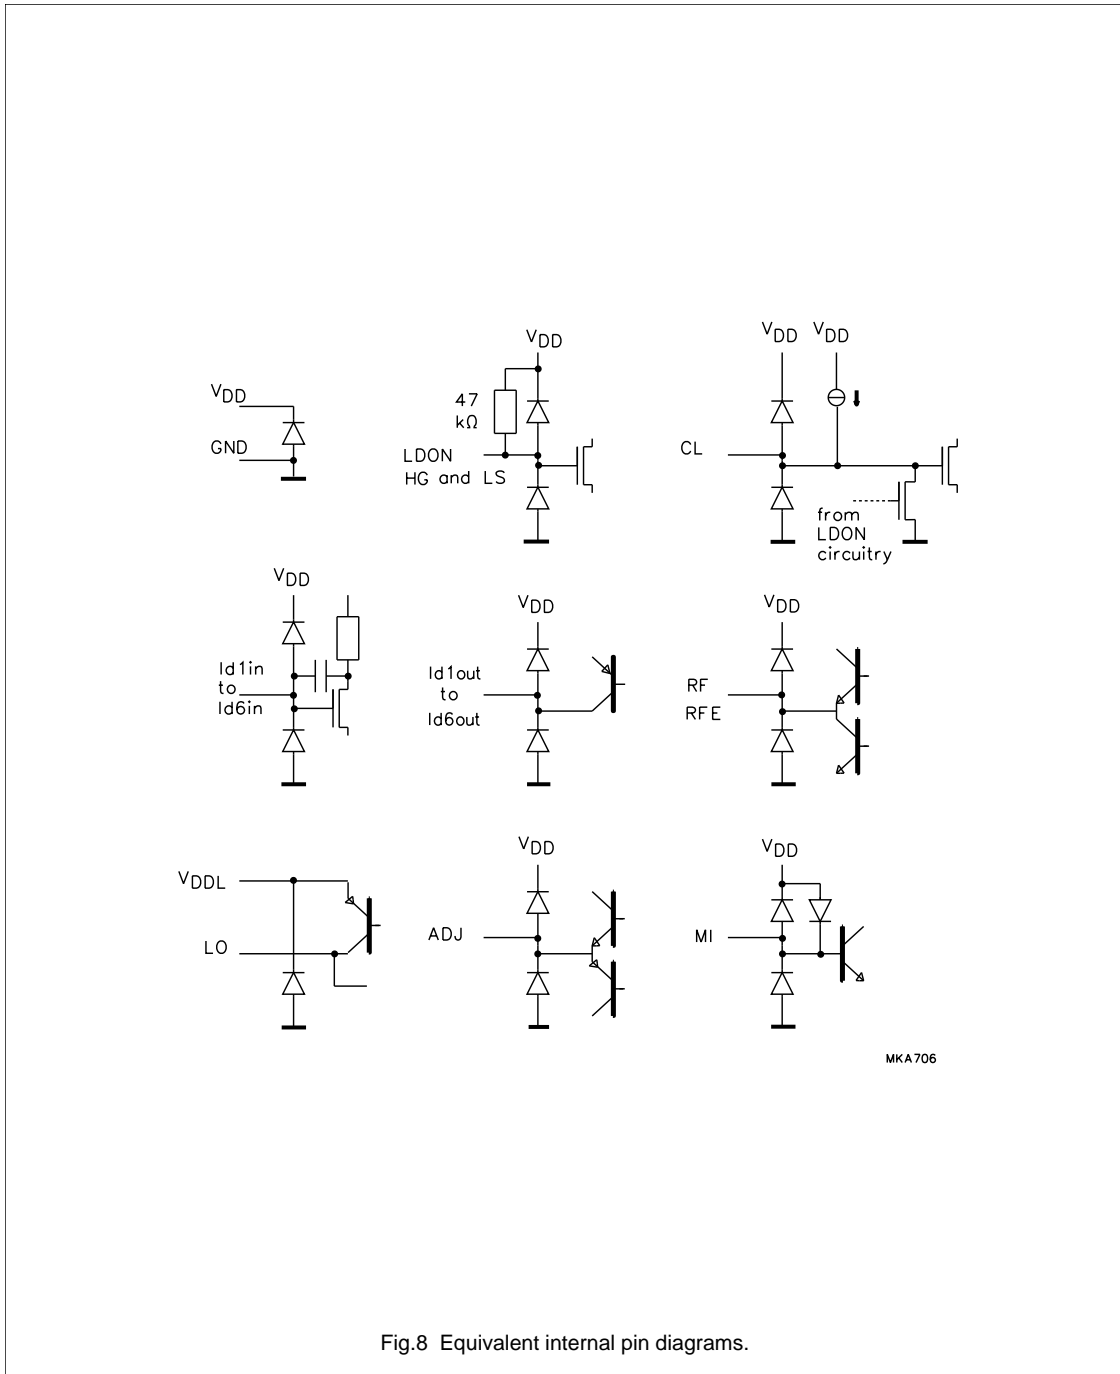 VDD
GND
VDD
47
kΩ
LDON
HG and LS
VDD VDD
CL
from
LDON
circuitry
VDD
Id1in
to
Id6in
VDD
Id1out
to
Id6out
VDD
RF
RFE
VDDL
LO
VDD
ADJ
VDD
MI
MKA706
Fig.8 Equivalent internal pin diagrams.